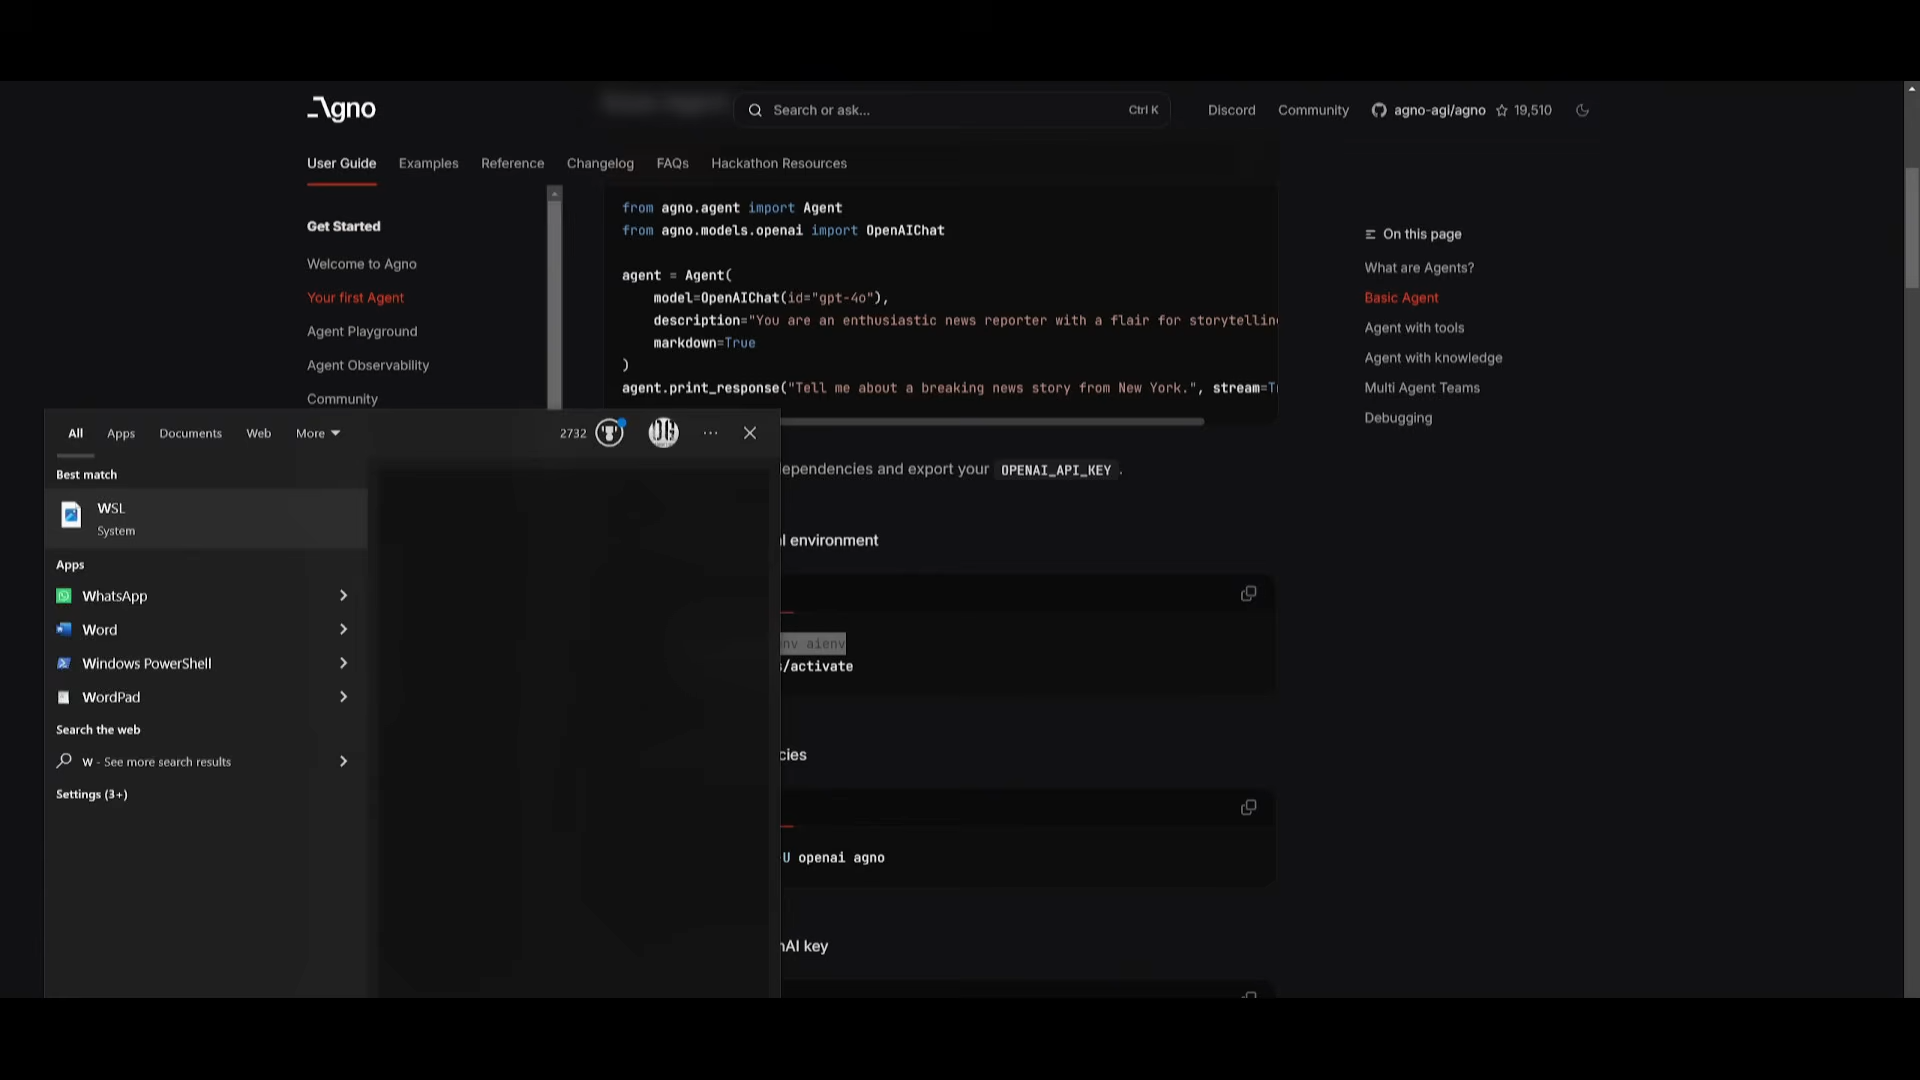 Agno
Search or ask...
Ctrl K
Discord
Community
agno-agi/agno
19,510
User Guide
Examples
Reference
Changelog
FAQs
Hackathon Resources
Get Started
Welcome to Agno
Your first Agent
Agent Playground
Agent Observability
Community
from agno.agent import Agent
from agno.models.openai import OpenAIChat
agent = Agent(
model=OpenAIChat(id="gpt-4o"),
description="You are an enthusiastic news reporter with a flair for storytellin
markdown=True
)
agent.print_response("Tell me about a breaking news story from New York.", stream=T
On this page
What are Agents?
Basic Agent
Agent with tools
Agent with knowledge
Multi Agent Teams
Debugging
All
Apps
Documents
Web
More
2732
Best match
WSL
System
Apps
WhatsApp
Word
Windows PowerShell
WordPad
Search the web
w - See more search results
Settings (3+)
ependencies and export your OPENAI_API_KEY .
l environment
nv aienv
/activate
cies
U openai agno
AI key